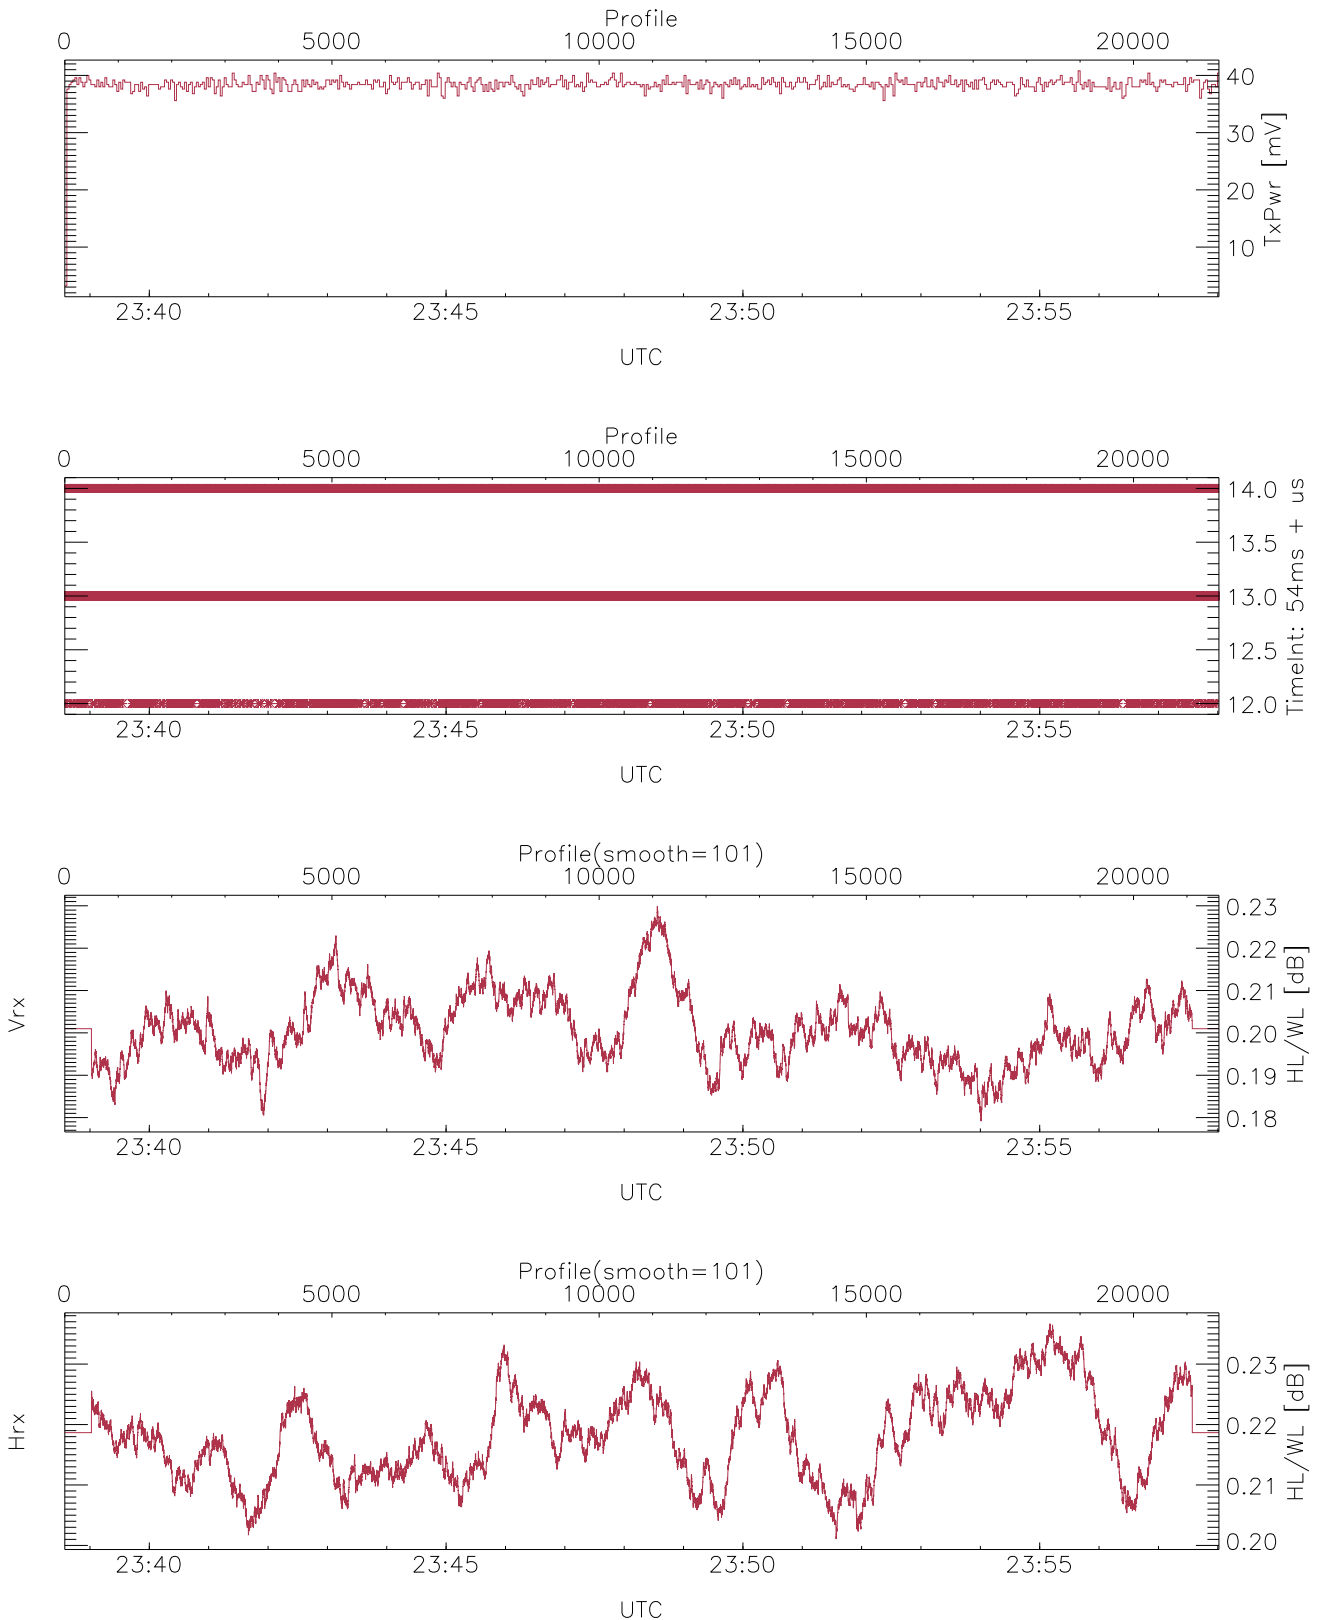 Profile
0 5000 10000 15000 20000
40
30
20
10
TxPwr [mV]
23:40 23:45 23:50 23:55
UTC
Profile
0 5000 10000 15000 20000
14.0
13.5
13.0
12.5
12.0
TimeInt: 54ms + us
23:40 23:45 23:50 23:55
UTC
Profile(smooth=101)
0 5000 10000 15000 20000
Vrx
0.23
0.22
0.21
0.20
0.19
0.18
HL/WL [dB]
23:40 23:45 23:50 23:55
UTC
Profile(smooth=101)
0 5000 10000 15000 20000
Hrx
0.23
0.22
0.21
0.20
HL/WL [dB]
23:40 23:45 23:50 23:55
UTC